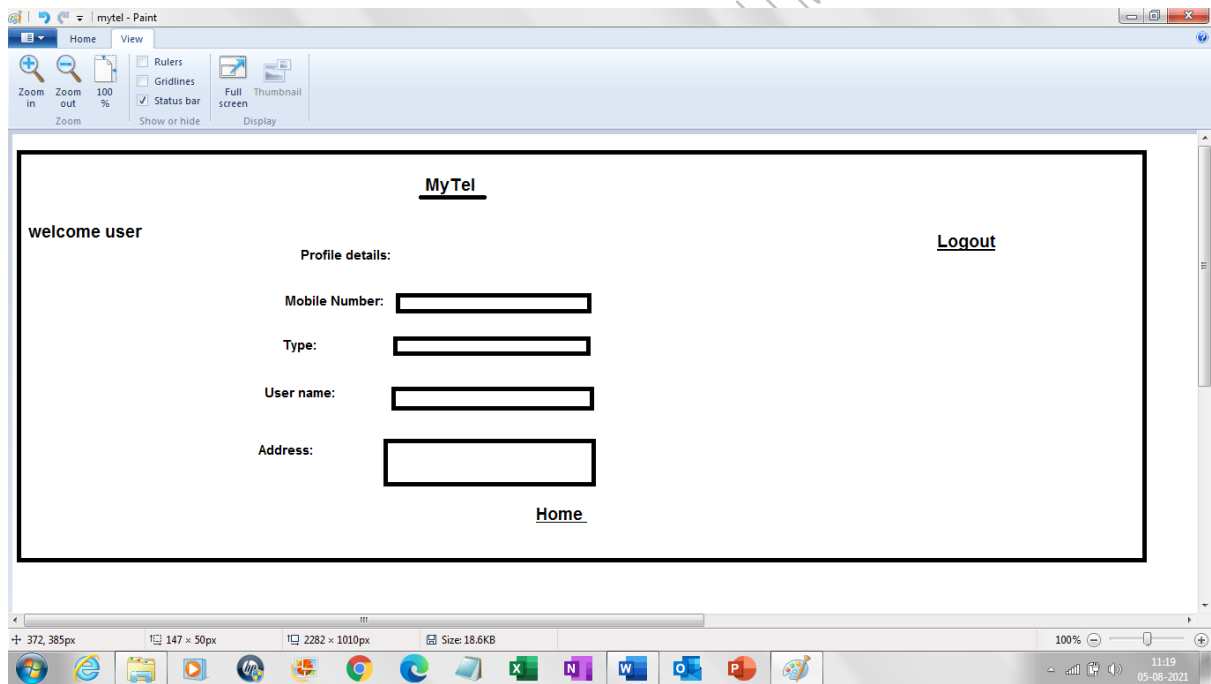 mytel - Paint
Home View
Rulers
Gridlines
Status bar
Zoom in
Zoom out
100 %
Full screen
Thumbnail
Zoom
Show or hide
Display
MyTel
welcome user
Logout
Profile details:
Mobile Number:
Type:
User name:
Address:
Home
372, 385px
147 × 50px
2282 × 1010px
Size: 18.6KB
100%
11:19
05-08-2021